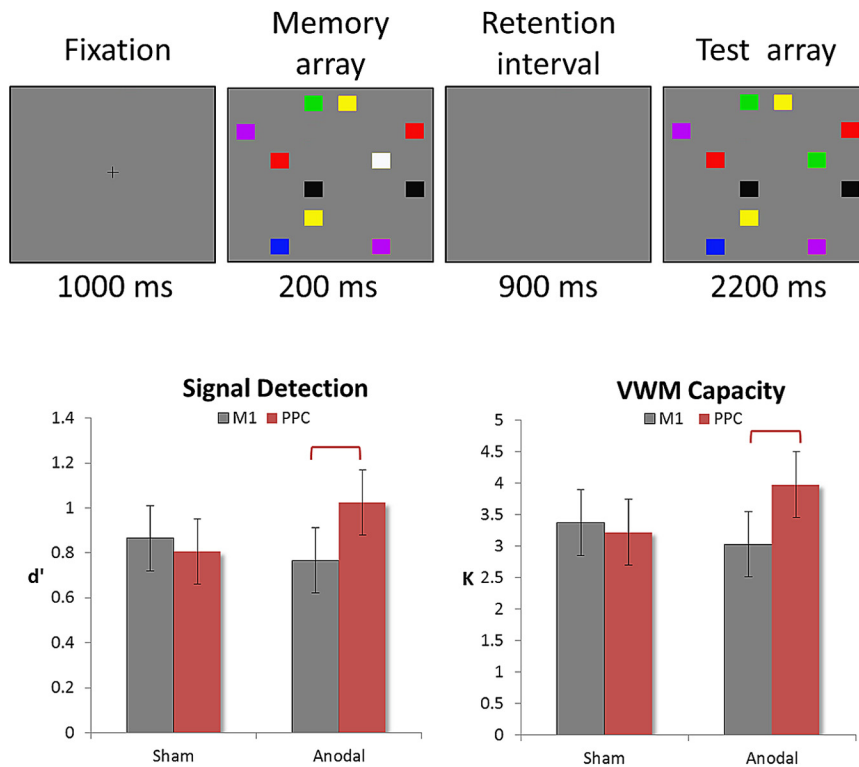 Fixation
Memory array
Retention interval
Test array
1000 ms
200 ms
900 ms
2200 ms
Signal Detection
M1 PPC
1.4
1.2
1
0.8
0.6
0.4
0.2
0
d'
Sham
Anodal
VWM Capacity
M1 PPC
5
4.5
4
3.5
3
2.5
2
1.5
1
0.5
0
K
Sham
Anodal